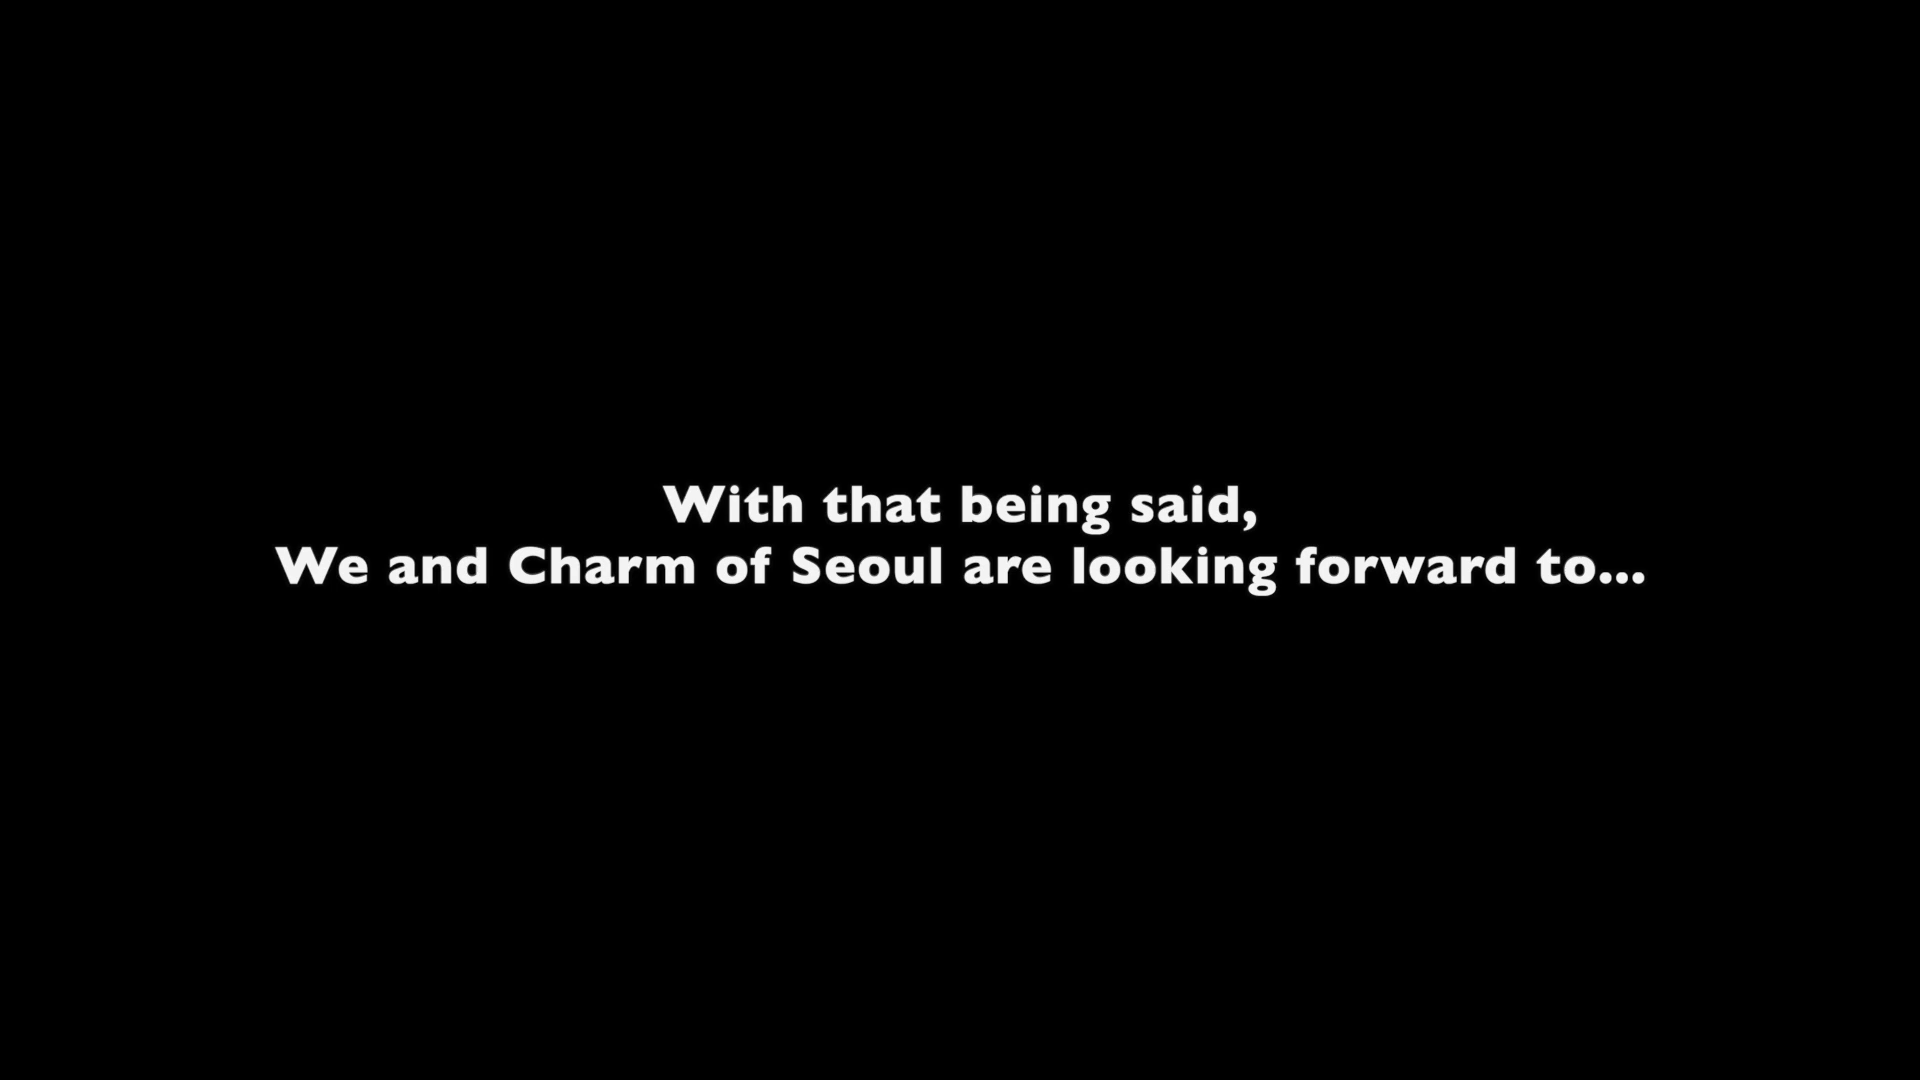 With that being said,
We and Charm of Seoul are looking forward to...